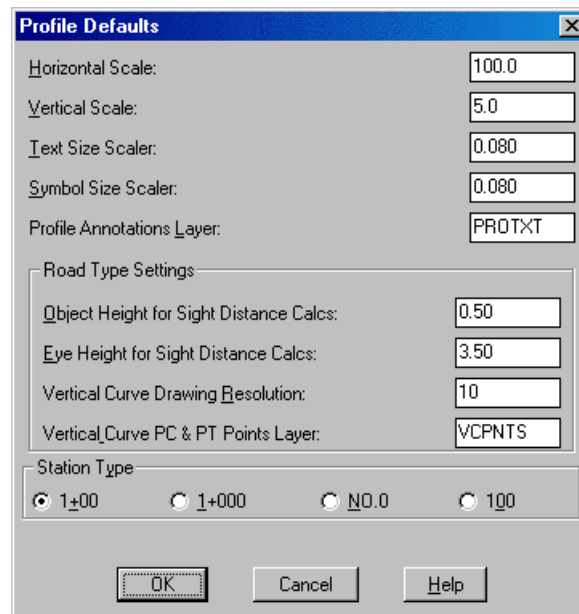 Profile Defaults
Horizontal Scale: 100.0
Vertical Scale: 5.0
Text Size Scaler: 0.080
Symbol Size Scaler: 0.080
Profile Annotations Layer: PROTXT
Road Type Settings
Object Height for Sight Distance Calcs: 0.50
Eye Height for Sight Distance Calcs: 3.50
Vertical Curve Drawing Resolution: 10
Vertical Curve PC & PT Points Layer: VCPNTS
Station Type
1+00 1+000 NO.0 100
OK Cancel Help